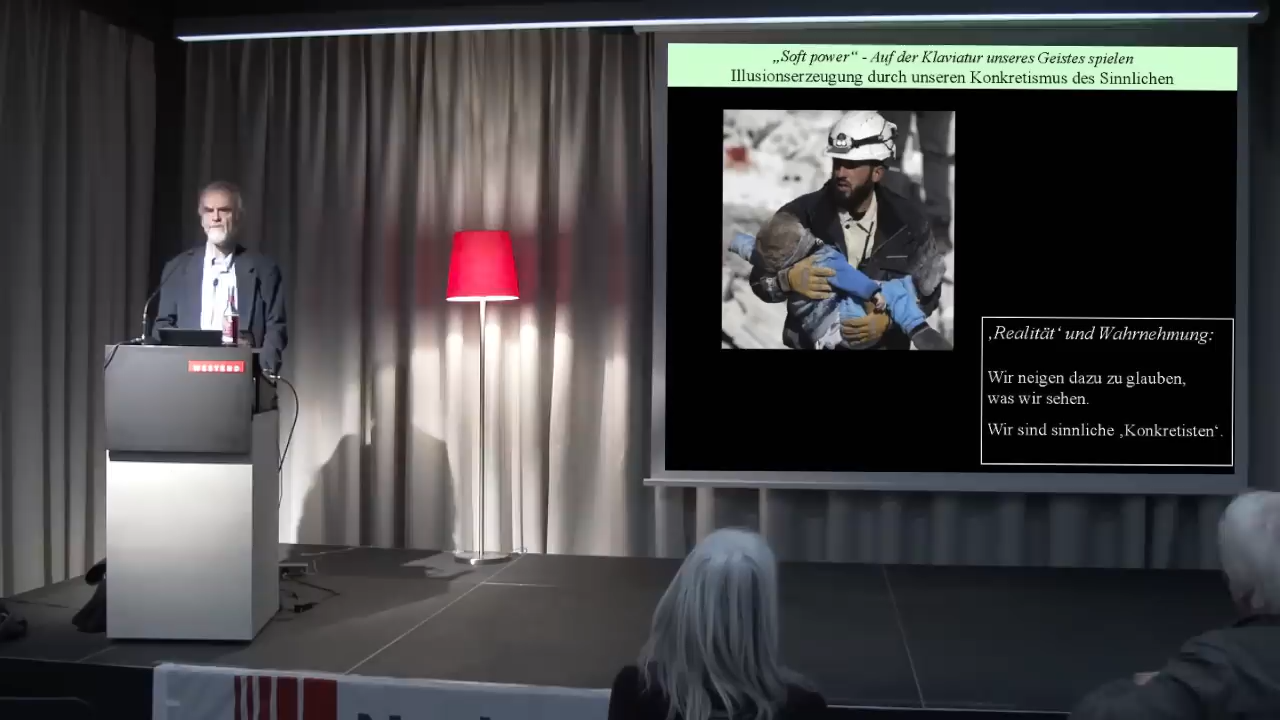 „Soft power“ - Auf der Klaviatur unseres Geistes spielen
Illusionserzeugung durch unseren Konkretismus des Sinnlichen
‚Realität‘ und Wahrnehmung:
Wir neigen dazu zu glauben,
was wir sehen.
Wir sind sinnliche ‚Konkretisten‘.
WESTEND